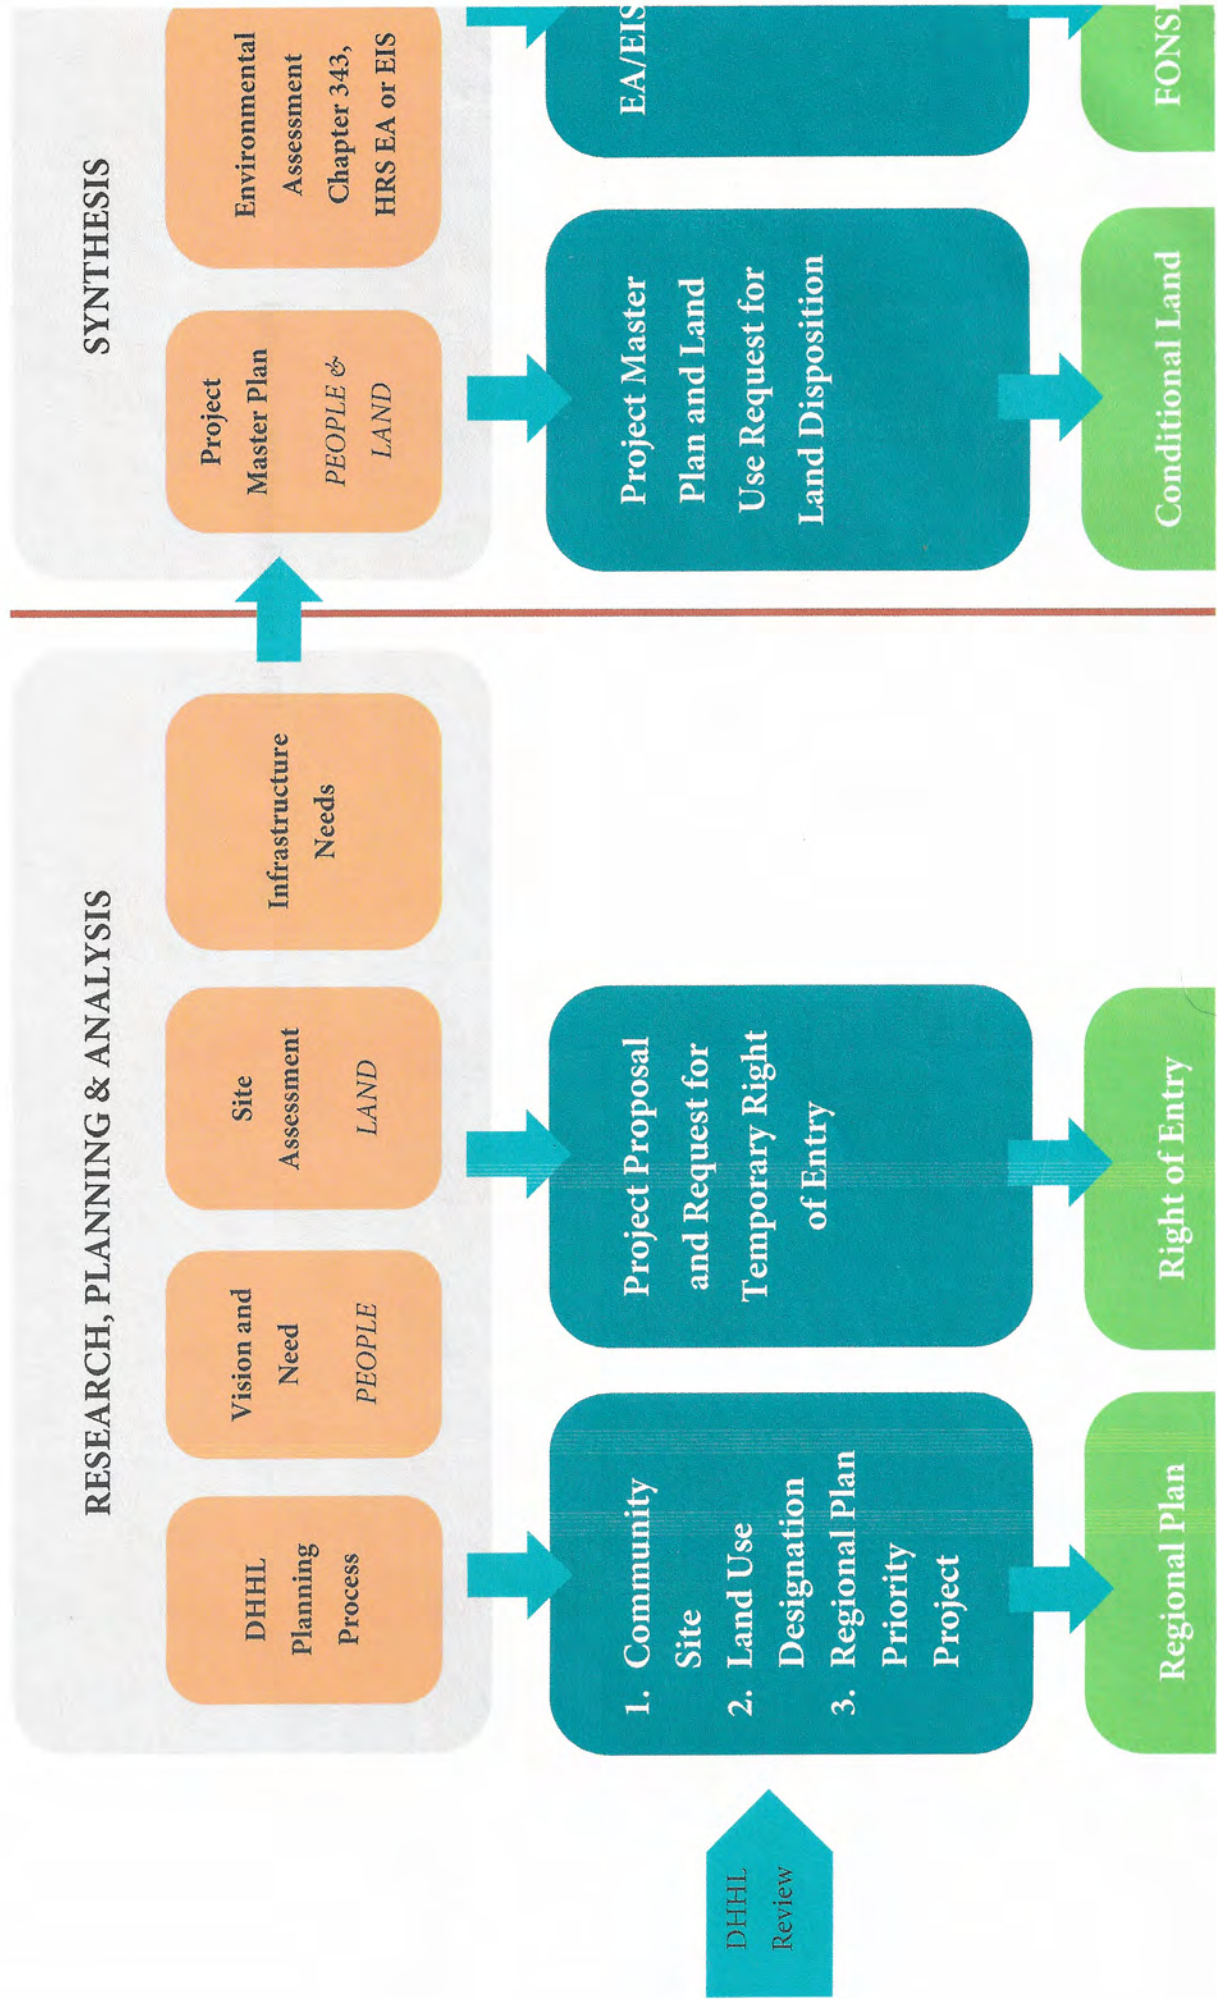 RESEARCH, PLANNING & ANALYSIS
DHHL
Planning
Process
Vision and
Need
PEOPLE
Site
Assessment
LAND
Infrastructure
Needs
SYNTHESIS
Project
Master Plan
PEOPLE &
LAND
Environmental
Assessment
Chapter 343,
HRS EA or EIS
DHHL
Review
1. Community
Site
2. Land Use
Designation
3. Regional Plan
Priority
Project
Project Proposal
and Request for
Temporary Right
of Entry
Project Master
Plan and Land
Use Request for
Land Disposition
EA/EIS
Regional Plan
Right of Entry
Conditional Land
FONSI